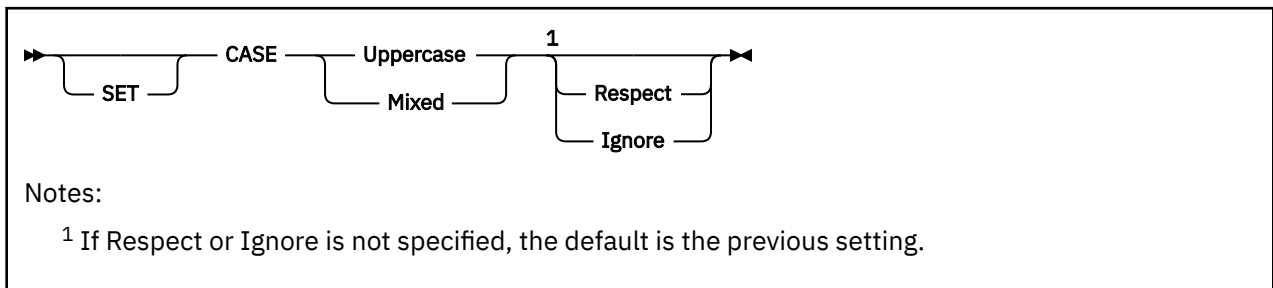 CASE Uppercase 1
SET Mixed Respect
Ignore
Notes:
1 If Respect or Ignore is not specified, the default is the previous setting.